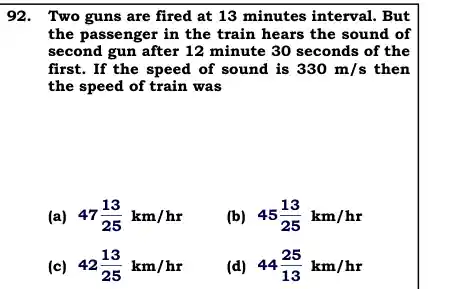 92. Two guns are fired at 13 minutes interval. But
the passenger in the train hears the sound of
second gun after 12 minute 30 seconds of the
first. If the speed of sound is 330 m/s then
the speed of train was
(a) 47 13/25 km/hr (b) 45 13/25 km/hr
(c) 42 13/25 km/hr (d) 44 25/13 km/hr